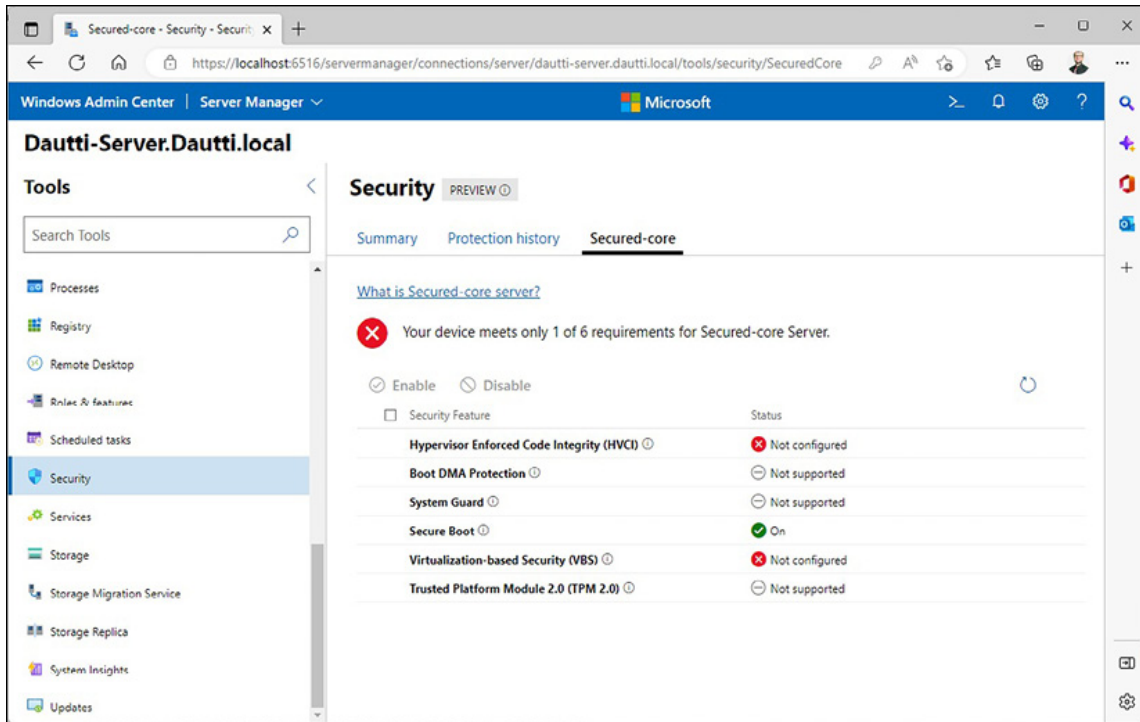 Secured-core - Security - Securit
https://localhost:6516/servermanager/connections/server/dautti-server.dautti.local/tools/security/SecuredCore
Windows Admin Center | Server Manager
Microsoft
Dautti-Server.Dautti.local
Tools
Search Tools
Processes
Registry
Remote Desktop
Roles & features
Scheduled tasks
Security
Services
Storage
Storage Migration Service
Storage Replica
System Insights
Updates
Security PREVIEW
Summary Protection history Secured-core
What is Secured-core server?
Your device meets only 1 of 6 requirements for Secured-core Server.
Enable Disable
Security Feature Status
Hypervisor Enforced Code Integrity (HVCI) Not configured
Boot DMA Protection Not supported
System Guard Not supported
Secure Boot On
Virtualization-based Security (VBS) Not configured
Trusted Platform Module 2.0 (TPM 2.0) Not supported